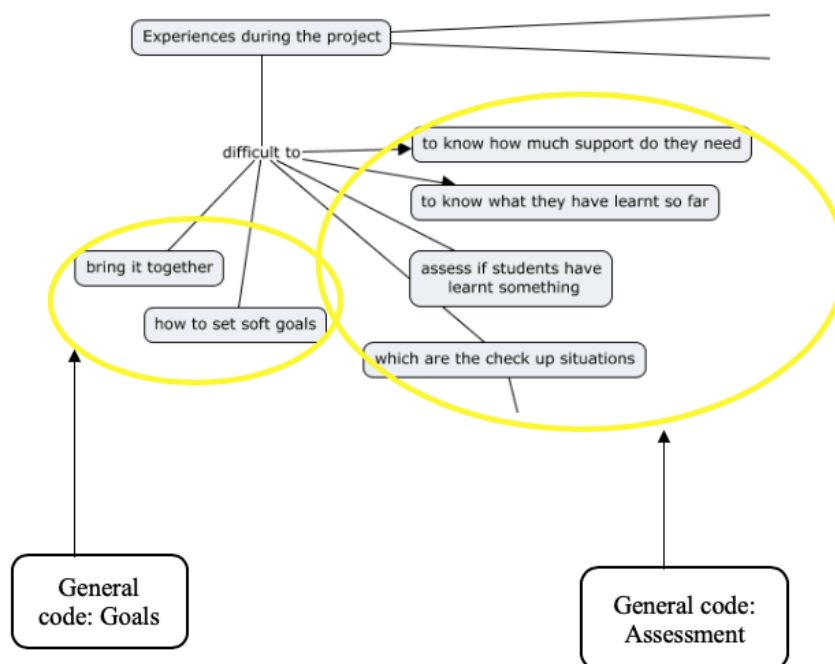 Experiences during the project
difficult to
to know how much support do they need
to know what they have learnt so far
bring it together
assess if students have
learnt something
how to set soft goals
which are the check up situations
General
code: Goals
General code:
Assessment